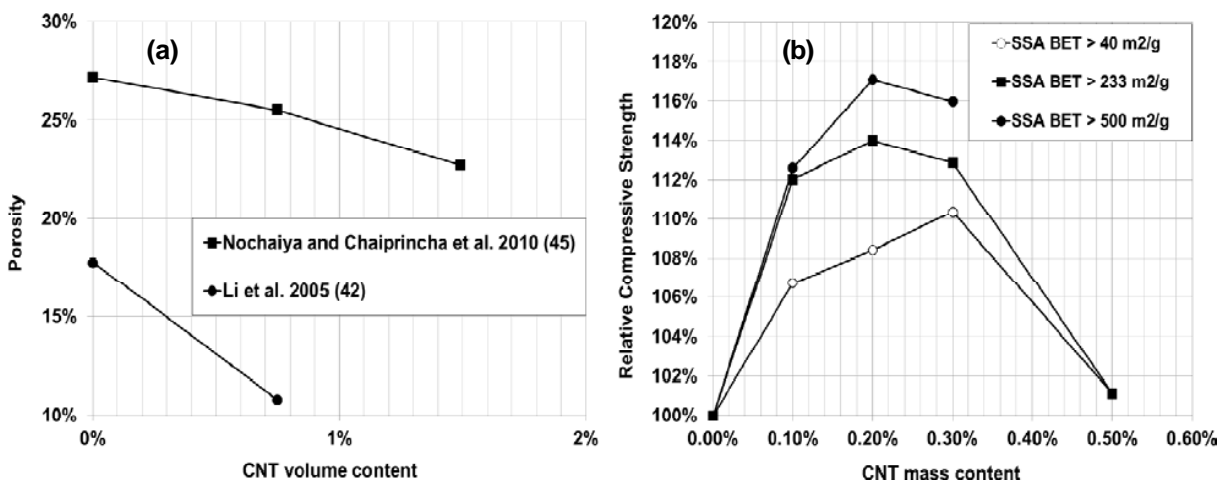 (a)
30%
25%
20%
15%
10%
Porosity
Nochaiya and Chaiprincha et al. 2010 (45)
Li et al. 2005 (42)
0%
1%
2%
CNT volume content
(b)
120%
118%
116%
114%
112%
110%
108%
106%
104%
102%
100%
Relative Compressive Strength
SSA BET > 40 m2/g
SSA BET > 233 m2/g
SSA BET > 500 m2/g
0.00%
0.10%
0.20%
0.30%
0.40%
0.50%
0.60%
CNT mass content